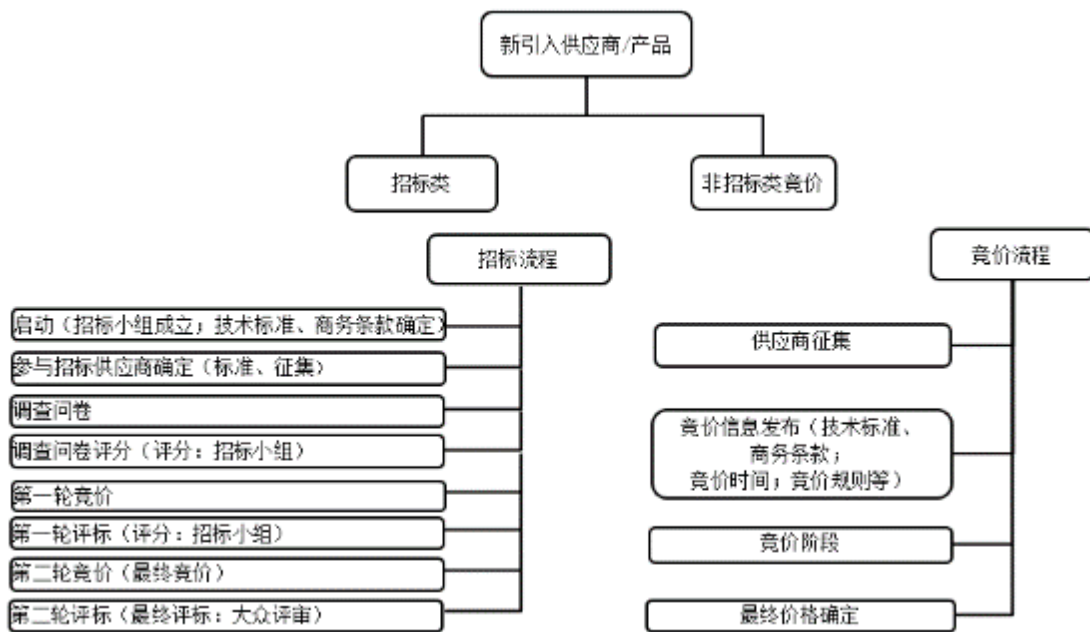 新引入供应商/产品
招标类
非招标类竞价
招标流程
启动（招标小组成立；技术标准、商务条款确定）
参与招标供应商确定（标准、征集）
调查问卷
调查问卷评分（评分：招标小组）
第一轮竞价
第一轮评标（评分：招标小组）
第二轮竞价（最终竞价）
第二轮评标（最终评标：大众评审）
竞价流程
供应商征集
竞价信息发布（技术标准、
商务条款；
竞价时间；竞价规则等）
竞价阶段
最终价格确定